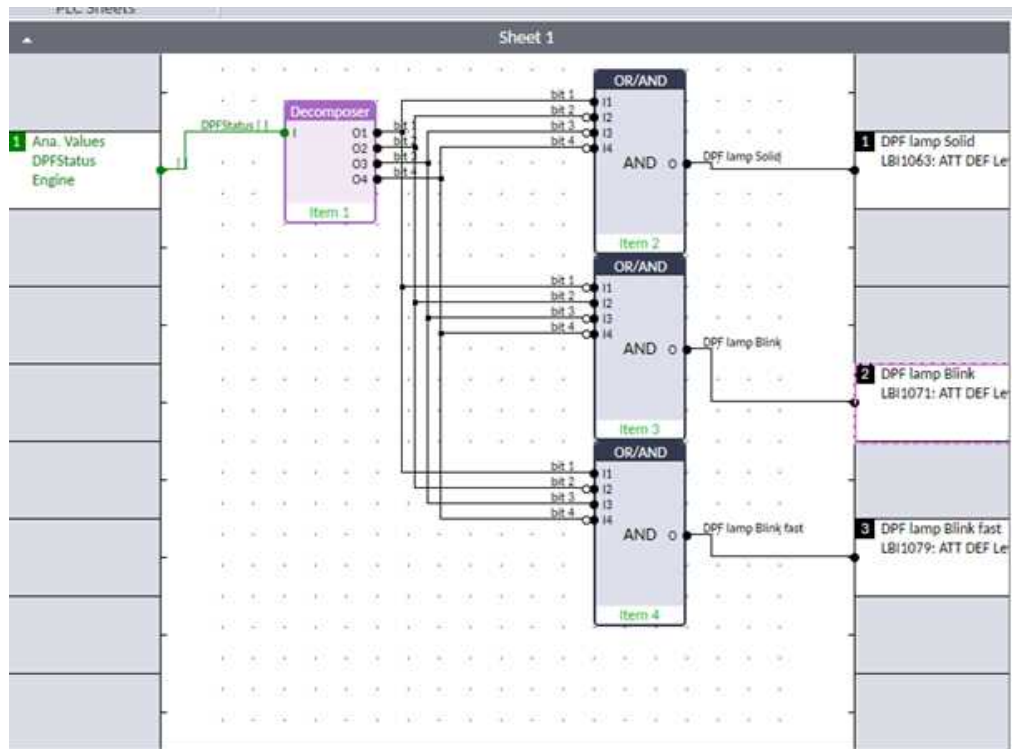 PLC Sheets
Sheet 1
1 Ana. Values
DPFStatus
Engine
DPFStatus [ ]
[ ]
Decomposer
I O1
O2
O3
O4
Item 1
bit 1
bit 2
bit 3
bit 4
OR/AND
I1
I2
I3
I4
AND O
Item 2
DPF lamp Solid
1 DPF lamp Solid
LBI1063: ATT DEF Le
bit 1
bit 2
bit 3
bit 4
OR/AND
I1
I2
I3
I4
AND O
Item 3
DPF lamp Blink
2 DPF lamp Blink
LBI1071: ATT DEF Le
bit 1
bit 2
bit 3
bit 4
OR/AND
I1
I2
I3
I4
AND O
Item 4
DPF lamp Blink fast
3 DPF lamp Blink fast
LBI1079: ATT DEF Le